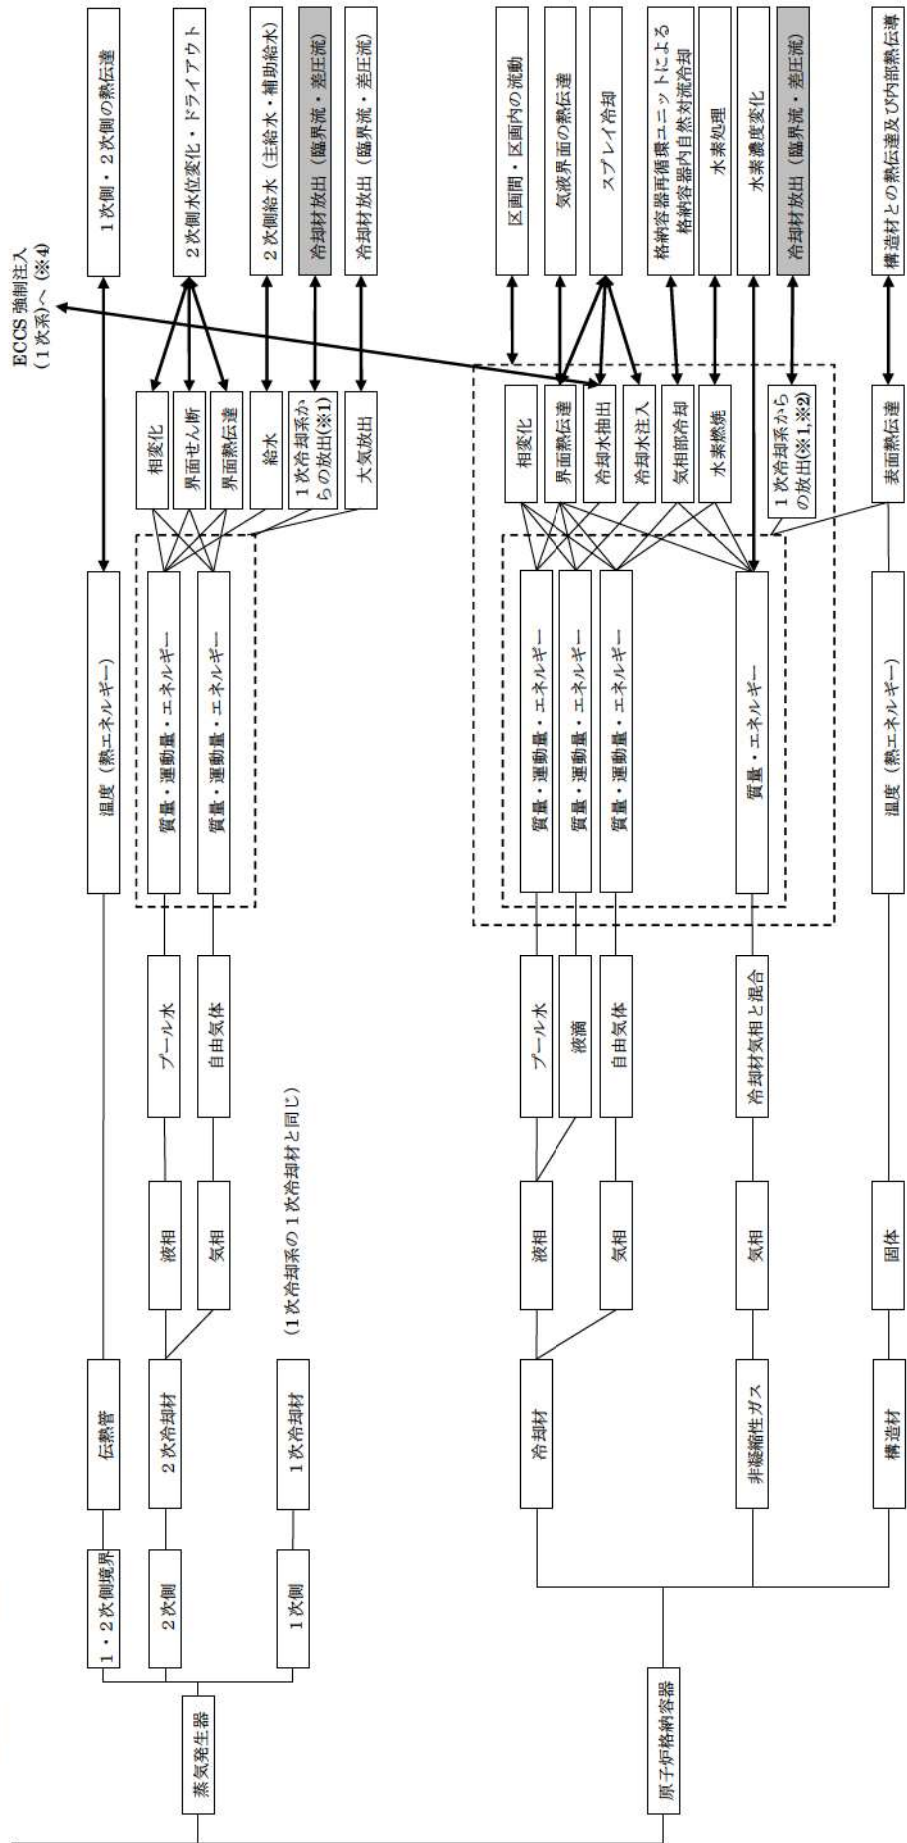 蒸気発生器
1・2次側境界
2次側
1次側
伝熱管
2次冷却材
1次冷却材
液相
気相
(1次冷却系の1次冷却材と同じ)
プール水
自由気体
温度(熱エネルギー)
質量・運動量・エネルギー
質量・運動量・エネルギー
相変化
界面せん断
界面熱伝達
給水
1次冷却系か
らの放出(※1)
大気放出
ECCS 強制注入
(1次系)へ (※4)
1次側・2次側の熱伝達
2次側水位変化・ドライアウト
2次側給水(主給水・補助給水)
冷却材放出(臨界流・差圧流)
冷却材放出(臨界流・差圧流)
原子炉格納容器
冷却材
非凝縮性ガス
構造材
液相
気相
気相
固体
プール水
液滴
自由気体
冷却材気相と混合
質量・運動量・エネルギー
質量・運動量・エネルギー
質量・運動量・エネルギー
質量・エネルギー
温度(熱エネルギー)
相変化
界面熱伝達
冷却水抽出
冷却水注入
気相部冷却
水素燃焼
1次冷却系から
の放出(※1,※2)
表面熱伝達
区画間・区画内の流動
気液界面の熱伝達
スプレイ冷却
格納容器再循環ユニットによる
格納容器内自然対流冷却
水素処理
水素濃度変化
冷却材放出(臨界流・差圧流)
構造材との熱伝達及び内部熱伝導